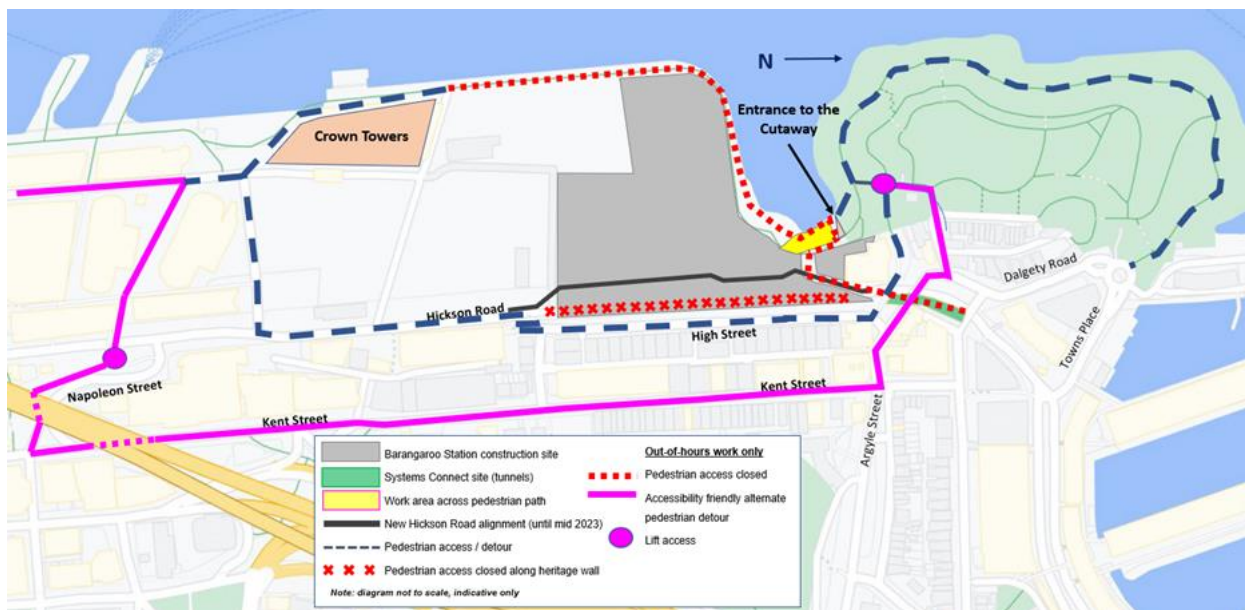 N
Entrance to the
Cutaway
Crown Towers
Dalgety Road
Hickson Road
High Street
Towns Place
Napoleon Street
Kent Street
Kent Street
Argyle Street
Barangaroo Station construction site
Systems Connect site (tunnels)
Work area across pedestrian path
New Hickson Road alignment (until mid 2023)
Pedestrian access / detour
Pedestrian access closed along heritage wall
Note: diagram not to scale, indicative only
Out-of-hours work only
Pedestrian access closed
Accessibility friendly alternate
pedestrian detour
Lift access